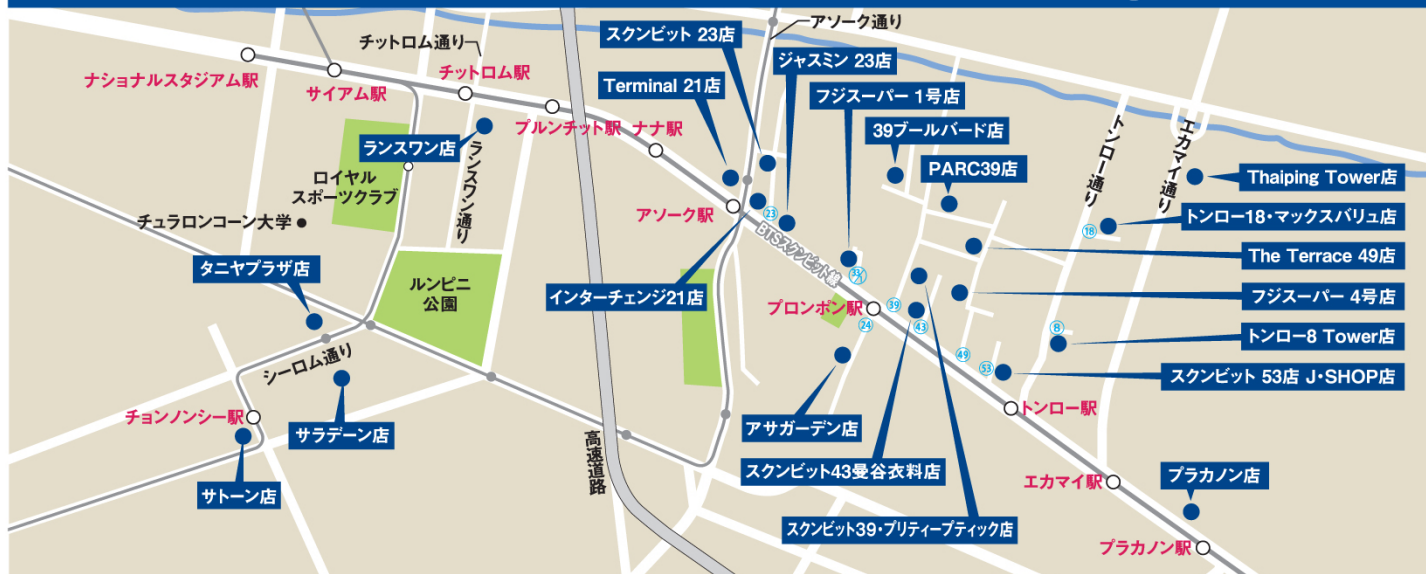 アソーク通り
チットロム通り
スクンビット 23店
ジャスミン 23店
ナショナルスタジアム駅
サイアム駅
チットロム駅
Terminal 21店
フジスーパー 1号店
プルンチット駅
ナナ駅
39ブールバード店
ランスワン店
ランスワン通り
トンロー通り
エカマイ通り
PARC39店
Thaiping Tower店
ロイヤル
スポーツクラブ
チュラロンコーン大学
アソーク駅
23
BTSスクンビット線
18
トンロー18・マックスバリュ店
The Terrace 49店
タニヤプラザ店
ルンピニ
公園
インターチェンジ21店
33/1
フジスーパー 4号店
プロンポン駅
39
24
43
8
トンロー8 Tower店
シーロム通り
49
53
スクンビット 53店 J・SHOP店
チョンノンシー駅
サラデーン店
アサガーデン店
トンロー駅
高速道路
スクンビット43曼谷衣料店
エカマイ駅
プラカノン店
サトーン店
スクンビット39・プリティーブティック店
プラカノン駅